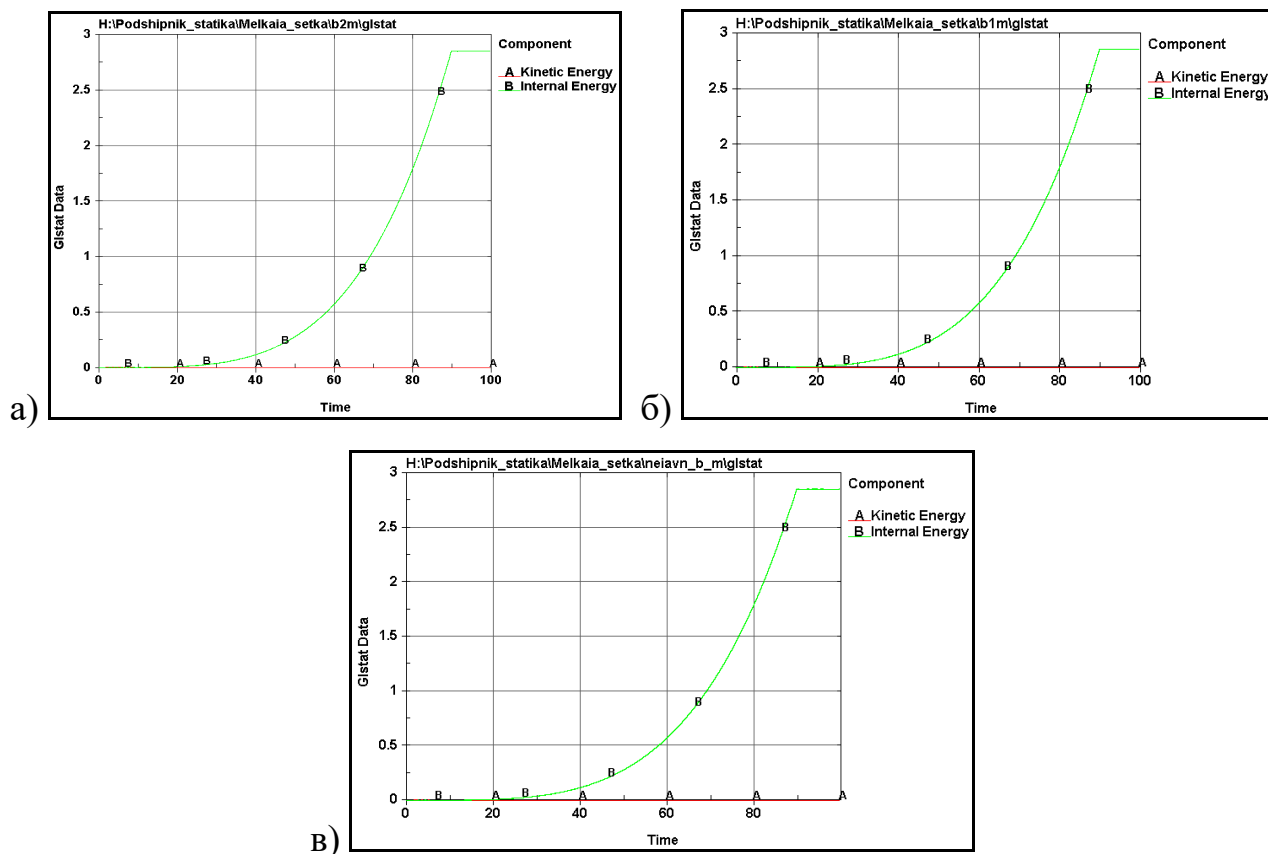 H:\Podshipnik_statika\Melkaia_setka\b2m\glstat
3
2.5
2
1.5
1
0.5
0
0 20 40 60 80 100
Glstat Data
Time
Component
A Kinetic Energy
B Internal Energy
B A B A B A B A B A
а)
H:\Podshipnik_statika\Melkaia_setka\b1m\glstat
3
2.5
2
1.5
1
0.5
0
0 20 40 60 80 100
Glstat Data
Time
Component
A Kinetic Energy
B Internal Energy
B A B A B A B A B A
б)
H:\Podshipnik_statika\Melkaia_setka\neiavn_b_m\glstat
3
2.5
2
1.5
1
0.5
0
0 20 40 60 80
Glstat Data
Time
Component
A Kinetic Energy
B Internal Energy
B A B A B A B A B A
в)